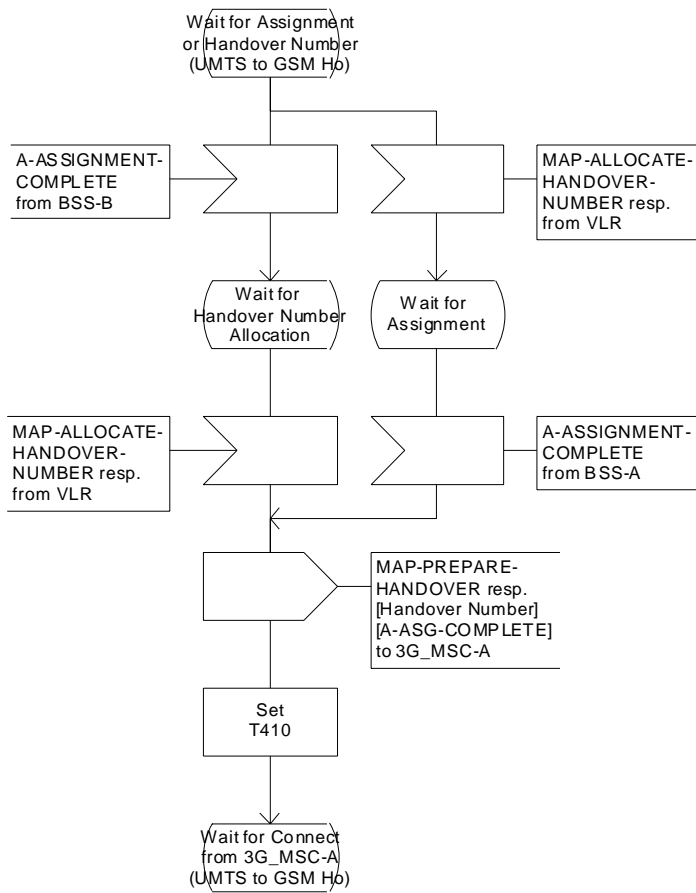 Wait for Assignment
or Handover Number
(UMTS to GSM Ho)
A-ASSIGNMENT-
COMPLETE
from BSS-B
MAP-ALLOCATE-
HANDOVER-
NUMBER resp.
from VLR
Wait for
Handover Number
Allocation
Wait for
Assignment
MAP-ALLOCATE-
HANDOVER-
NUMBER resp.
from VLR
A-ASSIGNMENT-
COMPLETE
from BSS-A
MAP-PREPARE-
HANDOVER resp.
[Handover Number]
[A-ASG-COMPLETE]
to 3G_MSC-A
Set
T410
Wait for Connect
from 3G_MSC-A
(UMTS to GSM Ho)